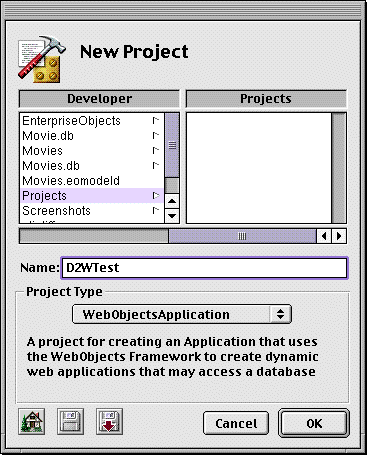 New Project
Developer
Projects
EnterpriseObjects
Movie.db
Movies
Movies.db
Movies.eomodeld
Projects
Screenshots
Name: D2WTest
Project Type
WebObjectsApplication
A project for creating an Application that uses
the WebObjects Framework to create dynamic
web applications that may access a database
Cancel
OK